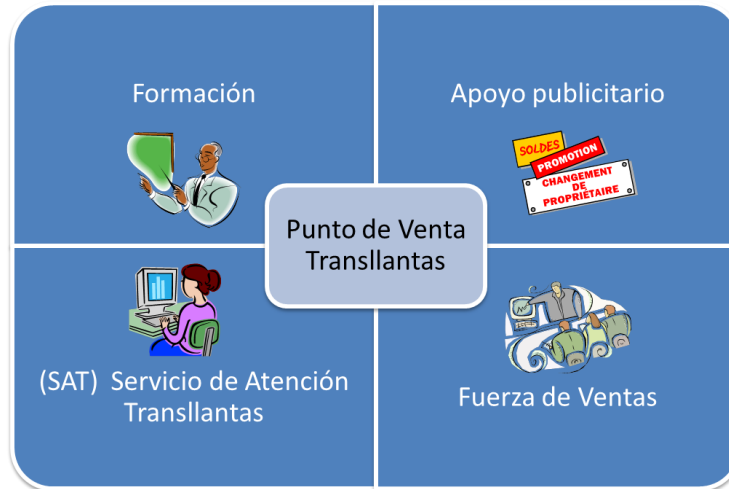 Formación
Apoyo publicitario
SOLDES
PROMOTION
CHANGEMENT
DE
PROPRIÉTAIRE
Punto de Venta
Transllantas
(SAT) Servicio de Atención
Transllantas
Fuerza de Ventas